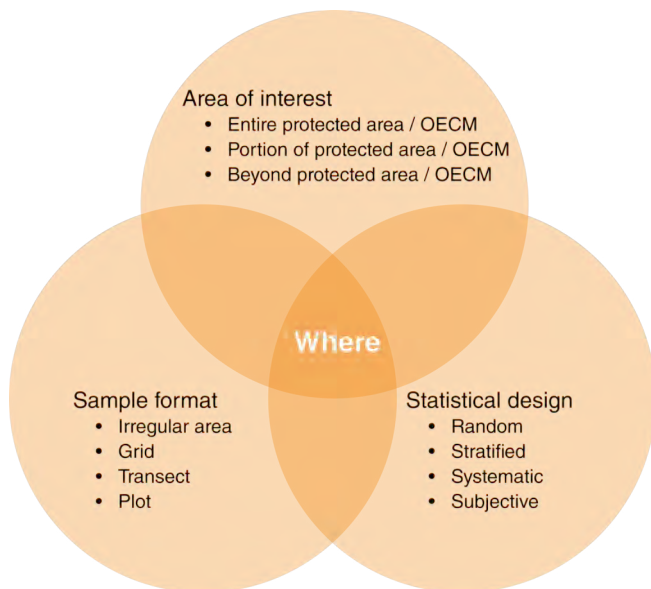 Area of interest
• Entire protected area / OECM
• Portion of protected area / OECM
• Beyond protected area / OECM
Where
Sample format
• Irregular area
• Grid
• Transect
• Plot
Statistical design
• Random
• Stratified
• Systematic
• Subjective